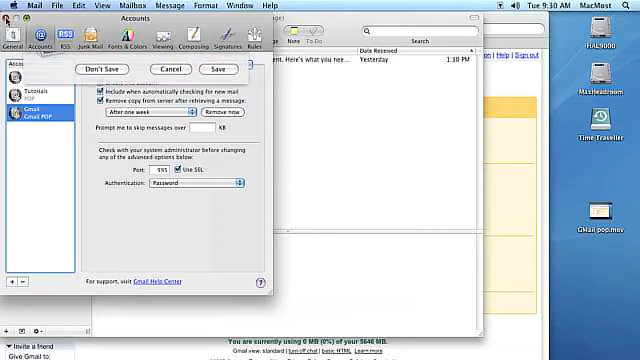 Mail File Edit View Mailbox Message Format Window Help Tue 9:30 AM MacMost
Accounts
General Accounts RSS Junk Mail Fonts & Colors Viewing Composing Signatures Rules
Note To Do Search
Date Received
ent. Here's what you nee... Yesterday 1:38 PM
Don't Save Cancel Save
Help | Sign out
Tutorials
POP
Gmail
Gmail POP
Include when automatically checking for new mail
Remove copy from server after retrieving a message:
After one week Remove now
Prompt me to skip messages over KB
Check with your system administrator before changing
any of the advanced options below:
Port: 995 Use SSL
Authentication: Password
For support, visit Gmail Help Center
HAL9000
MaxHeadroom
Time Traveller
GMail pop.mov
You are currently using 0 MB (0%) of your 5646 MB.
Gmail view: standard | turn off chat | basic HTML Learn more
Invite a friend
Give Gmail to: